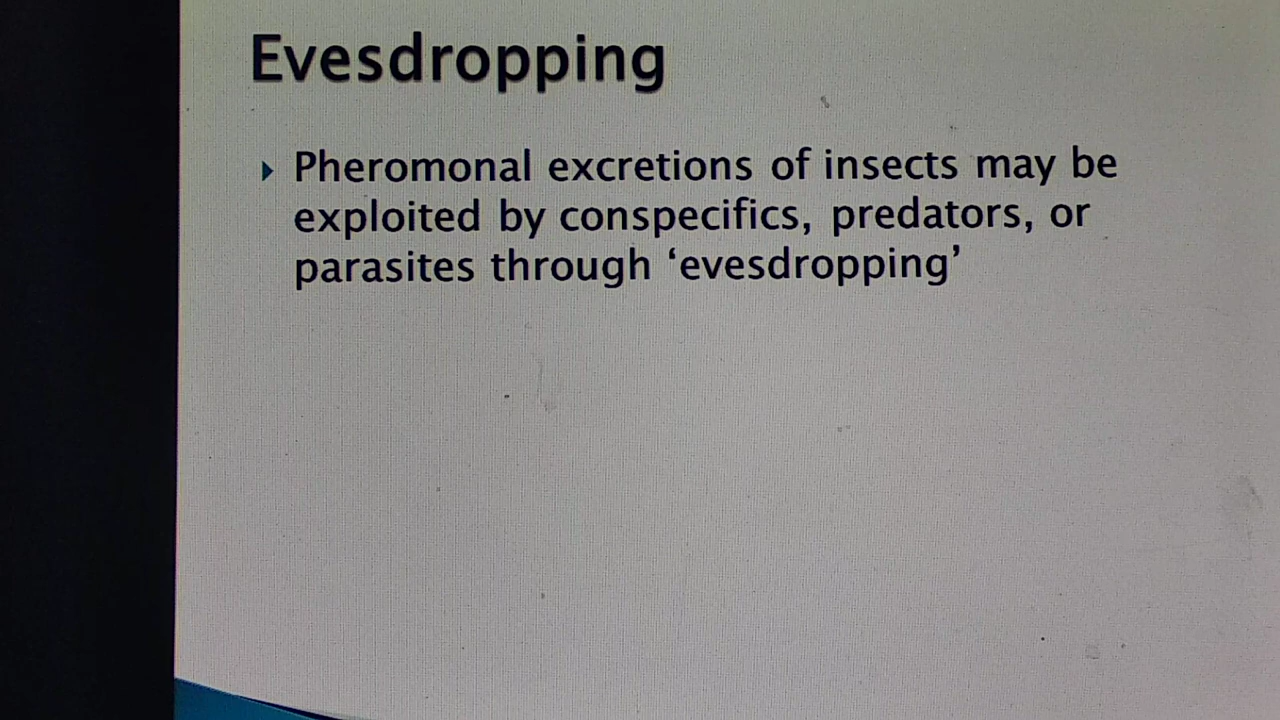 Evesdropping
Pheromonal excretions of insects may be
exploited by conspecifics, predators, or
parasites through ‘evesdropping’